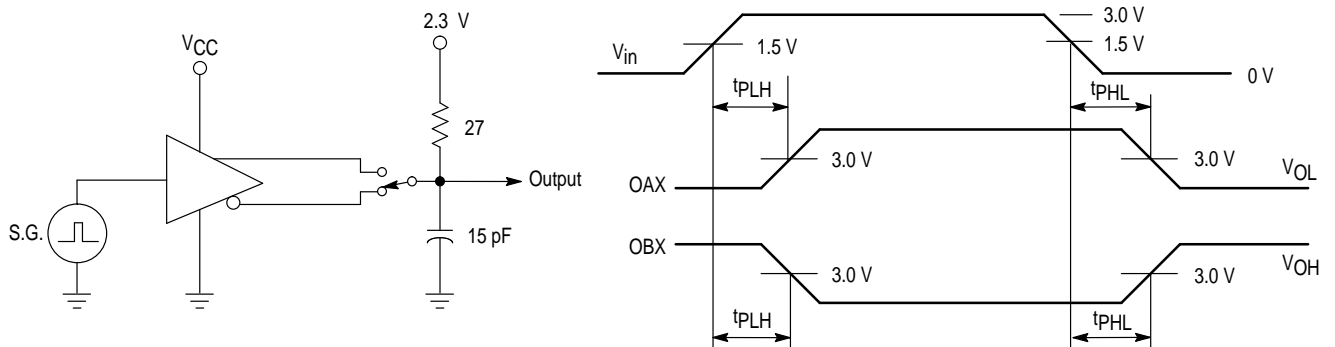 2.3 V
VCC
27
Output
15 pF
S.G.
3.0 V
1.5 V
1.5 V
Vin
0 V
tPLH
tPHL
3.0 V
3.0 V
VOL
OAX
OBX
3.0 V
3.0 V
VOH
tPLH
tPHL